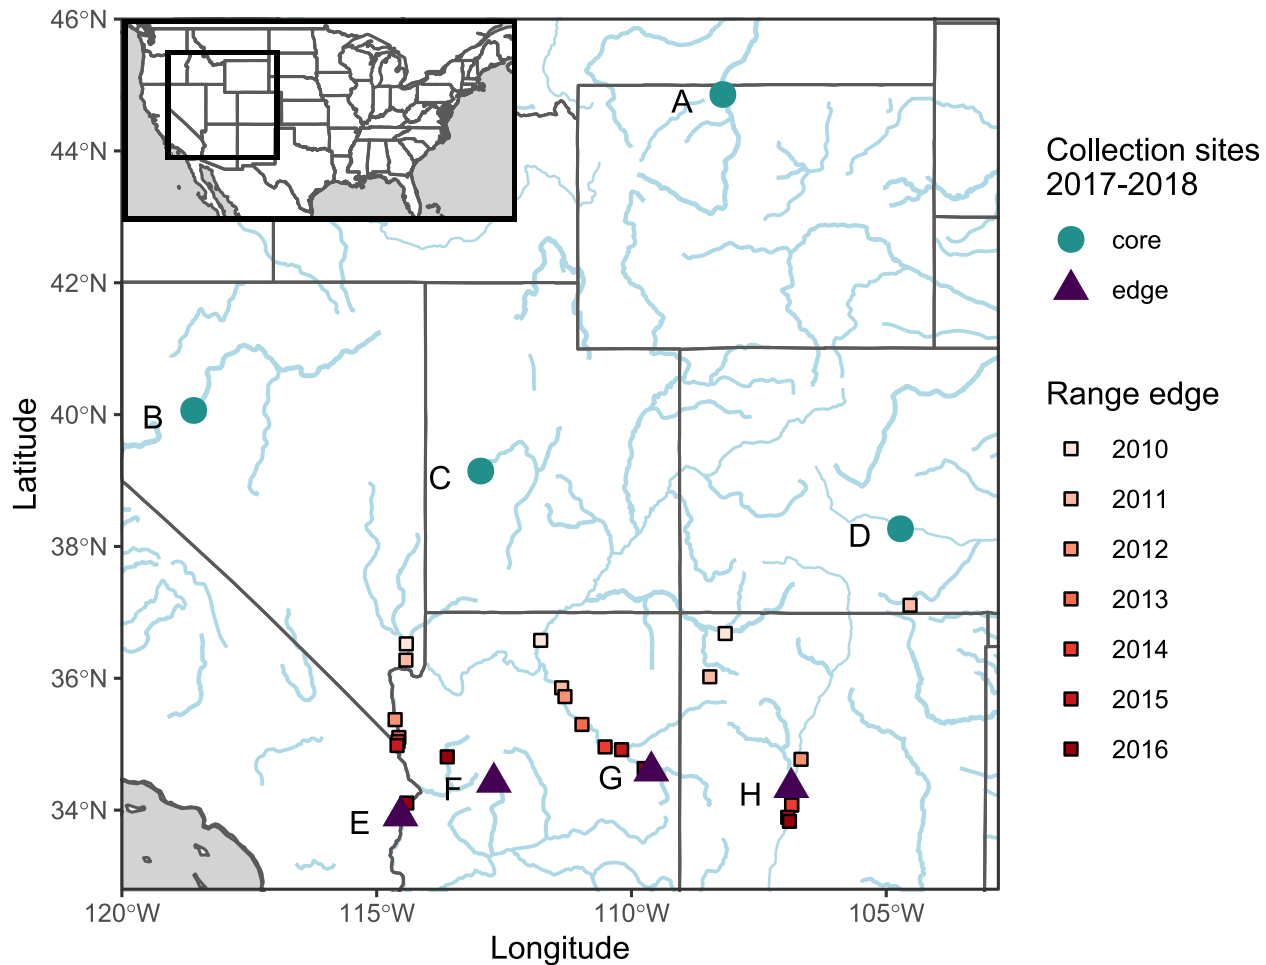 46°N
44°N
42°N
40°N
38°N
36°N
34°N
Latitude
120°W
115°W
110°W
105°W
Longitude
A
B
C
D
E
F
G
H
Collection sites
2017-2018
core
edge
Range edge
2010
2011
2012
2013
2014
2015
2016